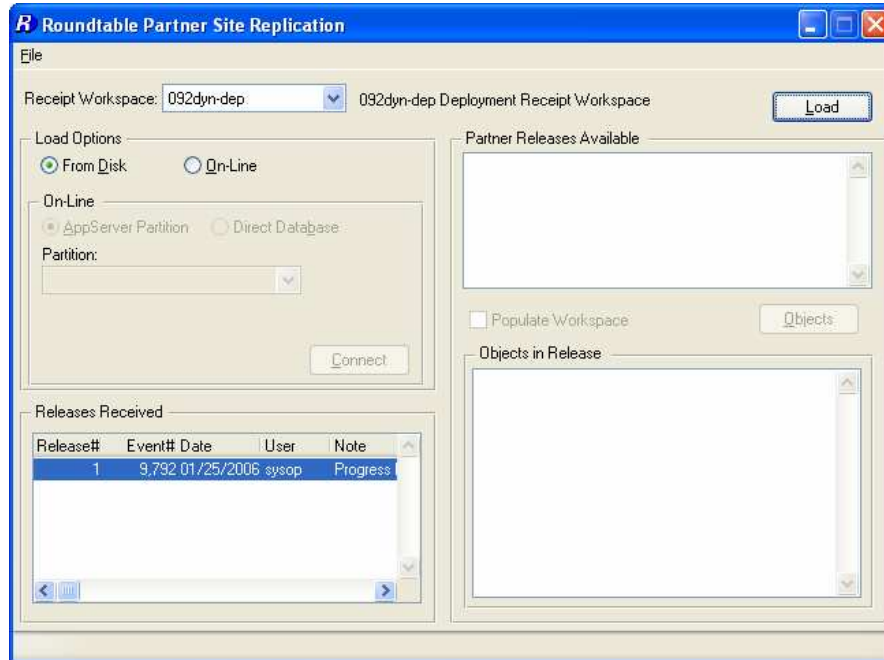 Roundtable Partner Site Replication
File
Receipt Workspace: 092dyn-dep 092dyn-dep Deployment Receipt Workspace Load
Load Options
From Disk On-Line
On-Line
AppServer Partition Direct Database
Partition:
Connect
Releases Received
Release# Event# Date User Note
1 9,792 01/25/2006 sysop Progress
Partner Releases Available
Populate Workspace Objects
Objects in Release